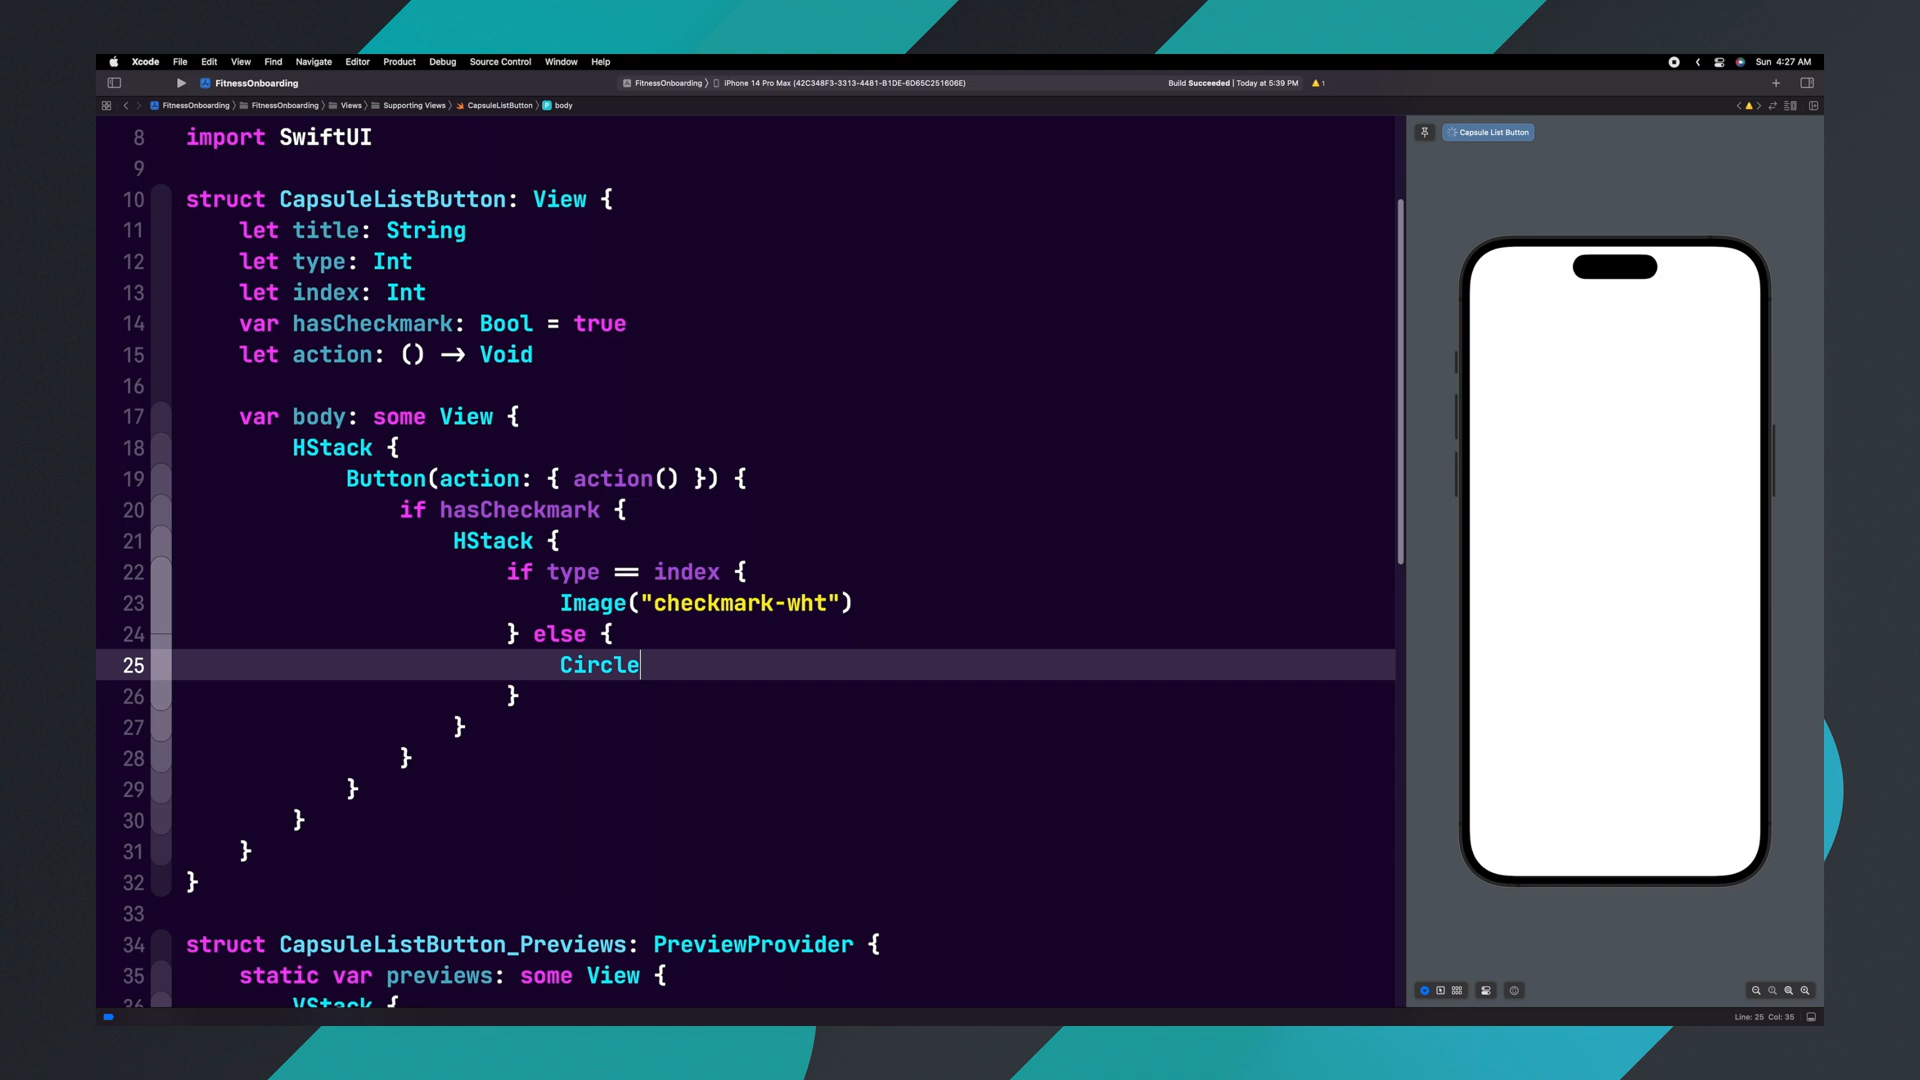 Xcode File Edit View Find Navigate Editor Product Debug Source Control Window Help Sun 4:27 AM
FitnessOnboarding FitnessOnboarding 〉 iPhone 14 Pro Max (42C348F3-3313-4481-B1DE-6D65C251606E) Build Succeeded | Today at 5:39 PM 1
FitnessOnboarding 〉 FitnessOnboarding 〉 Views 〉 Supporting Views 〉 CapsuleListButton 〉 P body
Capsule List Button
8 import SwiftUI
9
10 struct CapsuleListButton: View {
11 let title: String
12 let type: Int
13 let index: Int
14 var hasCheckmark: Bool = true
15 let action: () -> Void
16
17 var body: some View {
18 HStack {
19 Button(action: { action() }) {
20 if hasCheckmark {
21 HStack {
22 if type == index {
23 Image("checkmark-wht")
24 } else {
25 Circle
26 }
27 }
28 }
29 }
30 }
31 }
32 }
33
34 struct CapsuleListButton_Previews: PreviewProvider {
35 static var previews: some View {
36 VStack {
Line: 25 Col: 35